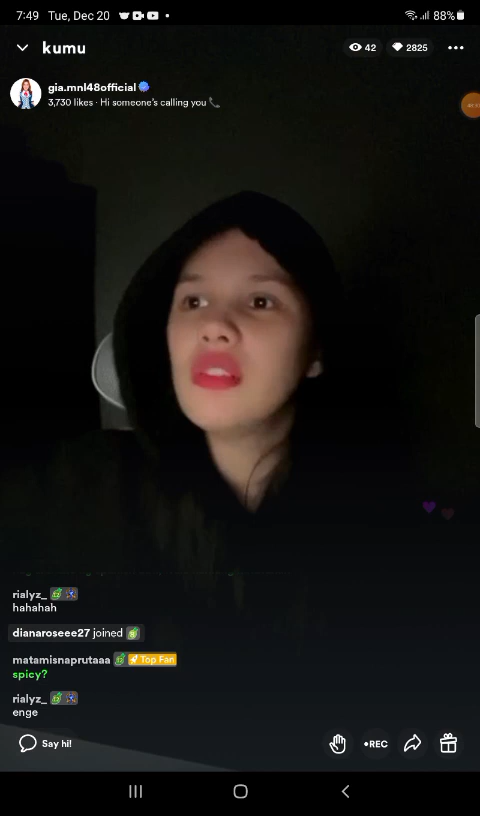 7:49 Tue, Dec 20 88%
kumu 42 2825
gia.mnl48official
3,730 likes · Hi someone's calling you 📞
rialyz_
hahahah
dianaroseee27 joined
matamisnaprutaaa Top Fan
spicy?
rialyz_
enge
Say hi! •REC